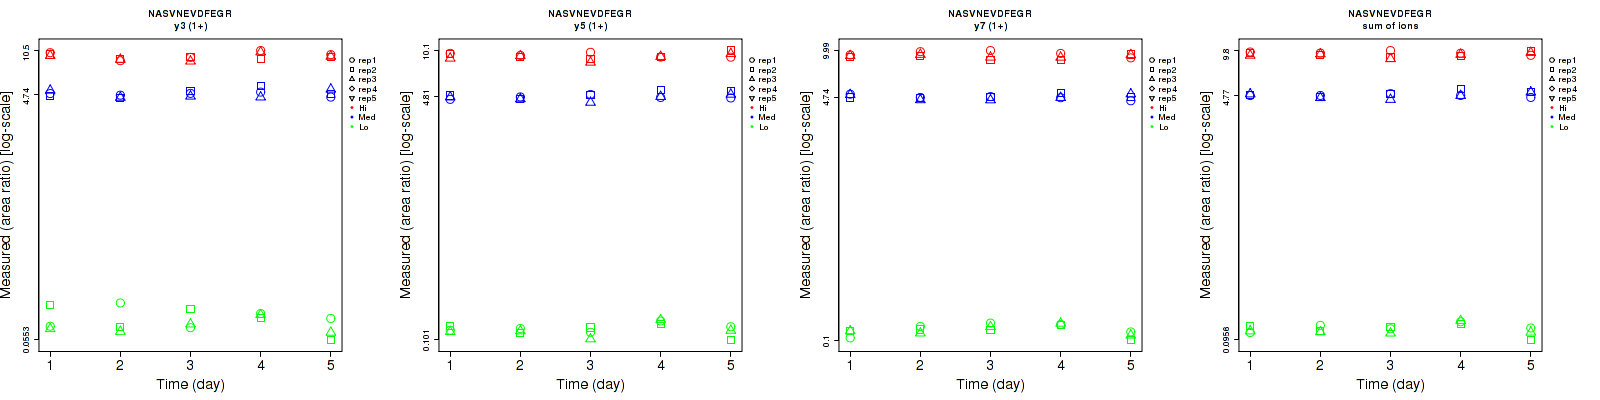 NASVNEVDFEGR
y3 (1+)
Measured (area ratio) [log-scale]
10.5
4.74
0.0553
1 2 3 4 5
Time (day)
rep1
rep2
rep3
rep4
rep5
Hi
Med
Lo
NASVNEVDFEGR
y5 (1+)
Measured (area ratio) [log-scale]
10.1
4.81
0.101
1 2 3 4 5
Time (day)
rep1
rep2
rep3
rep4
rep5
Hi
Med
Lo
NASVNEVDFEGR
y7 (1+)
Measured (area ratio) [log-scale]
9.99
4.74
0.1
1 2 3 4 5
Time (day)
rep1
rep2
rep3
rep4
rep5
Hi
Med
Lo
NASVNEVDFEGR
sum of ions
Measured (area ratio) [log-scale]
9.8
4.77
0.0956
1 2 3 4 5
Time (day)
rep1
rep2
rep3
rep4
rep5
Hi
Med
Lo